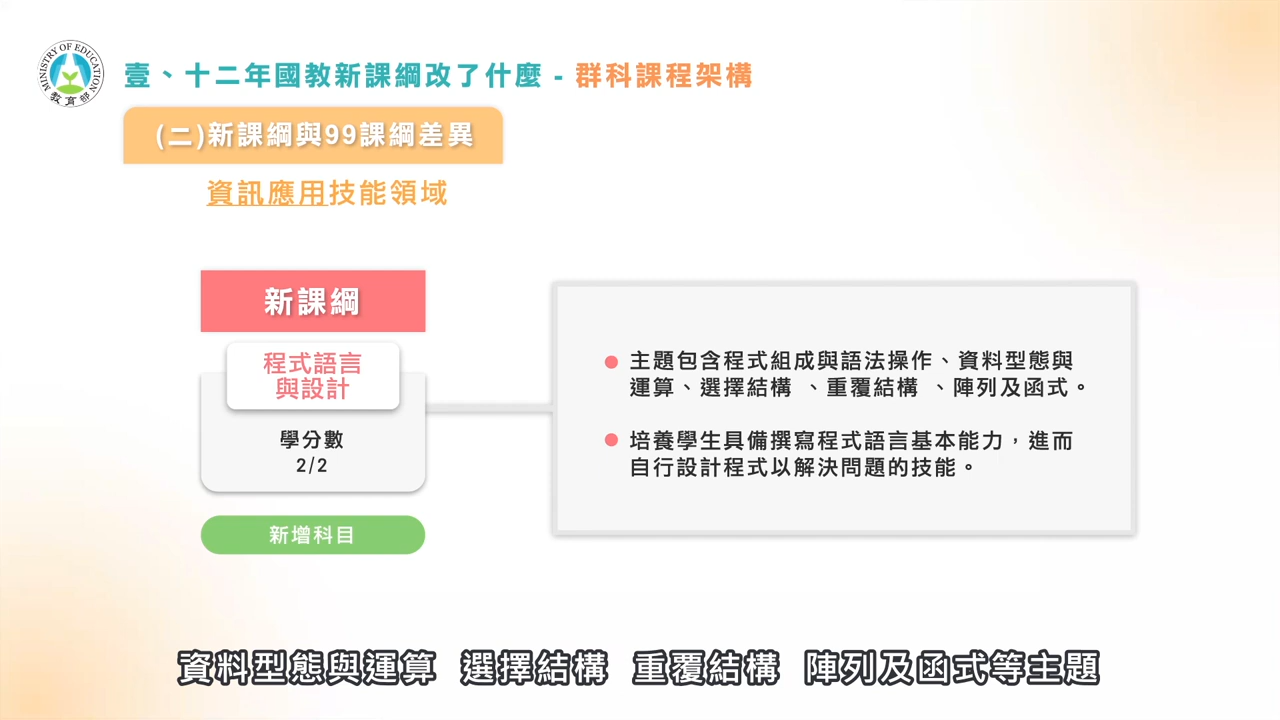 MINISTRY OF EDUCATION
教育部
壹、十二年國教新課綱改了什麼 - 群科課程架構
(二)新課綱與99課綱差異
資訊應用技能領域
新課綱
程式語言
與設計
學分數
2/2
新增科目
主題包含程式組成與語法操作、資料型態與
運算、選擇結構 、重覆結構 、陣列及函式。
培養學生具備撰寫程式語言基本能力，進而
自行設計程式以解決問題的技能。
資料型態與運算 選擇結構 重覆結構 陣列及函式等主題